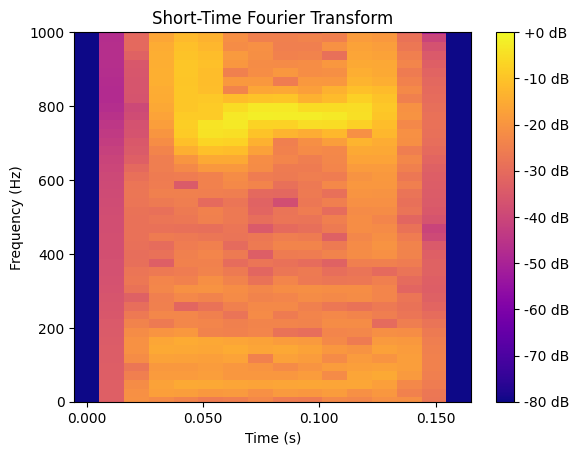 Short-Time Fourier Transform
Frequency (Hz)
1000
800
600
400
200
0
0.000
0.050
0.100
0.150
Time (s)
+0 dB
-10 dB
-20 dB
-30 dB
-40 dB
-50 dB
-60 dB
-70 dB
-80 dB